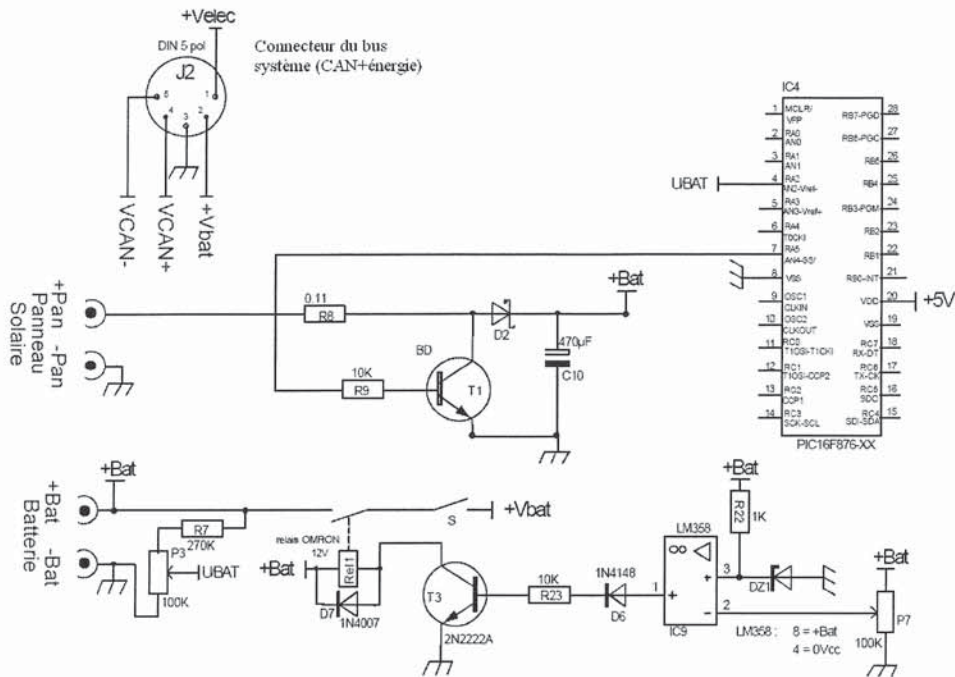 +Velec
DIN 5 pol
J2
5
1
4
2
3
Connecteur du bus
système (CAN+énergie)
VCAN-
VCAN+
+Vbat
+Pan
-Pan
Panneau
Solaire
0.11
R8
10K
R9
BD
T1
D2
+Bat
470µF
C10
UBAT
IC4
1 MCLR/ VPP
2 RA0 AN0
3 RA1 AN1
4 RA2 AN2-Vref-
5 RA3 AN3-Vref+
6 RA4 T0CKI
7 RA5 AN4-SS/
8 VSS
9 OSC1 CLKIN
10 OSC2 CLKOUT
11 RC0 T1OSI-T1CKI
12 RC1 T1OSI-CCP2
13 RC2 CCP1
14 RC3 SCK-SCL
RB7-PGD 28
RB6-PGC 27
RB5 26
RB4 25
RB3-PGM 24
RB2 23
RB1 22
RB0-INT 21
VDD 20
VSS 19
RC7 RX-DT 18
RC6 TX-CK 17
RC5 SDO 16
RC4 SDI-SDA 15
+5V
PIC16F876-XX
+Bat
-Bat
Batterie
+Bat
R7
270K
P3
UBAT
100K
S
+Vbat
relais OMRON
12V
+Bat
Rel1
D7
1N4007
T3
2N2222A
10K
R23
1N4148
D6
LM358
8
1
+
+
3
-
2
IC9
+Bat
R22
1K
DZ1
LM358 : 8 = +Bat
4 = 0Vcc
+Bat
P7
100K